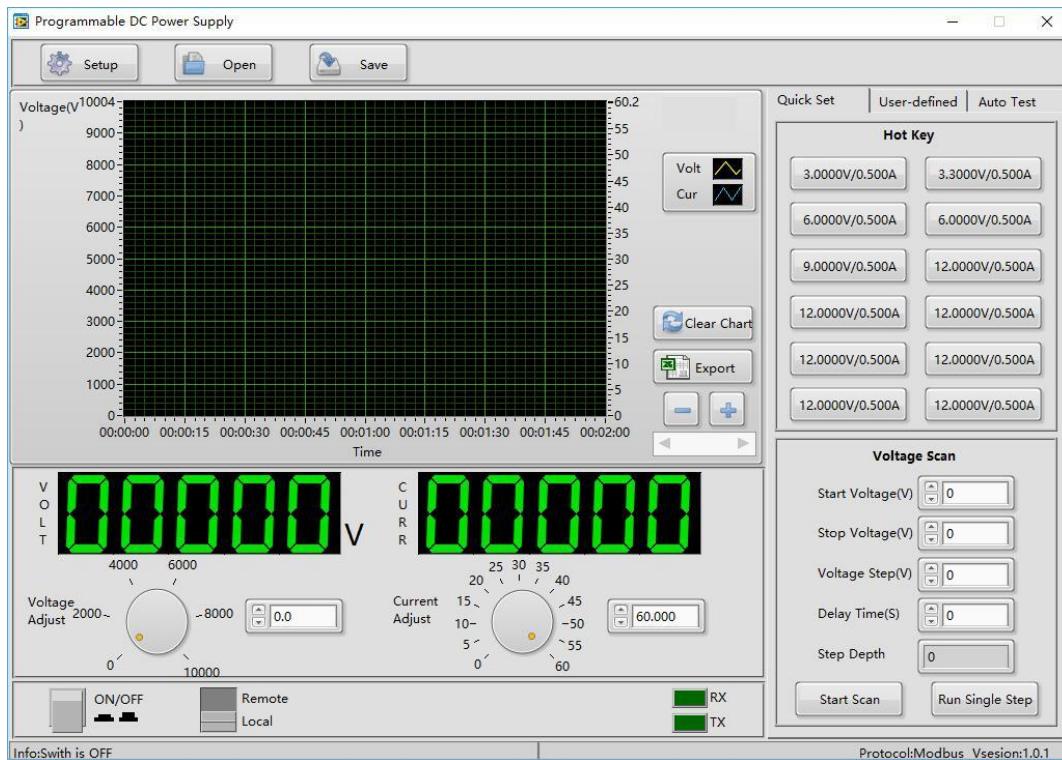 Programmable DC Power Supply
Setup
Open
Save
Voltage(V
)
10004
9000
8000
7000
6000
5000
4000
3000
2000
1000
0
60.2
55
50
45
40
35
30
25
20
15
10
5
0
00:00:00 00:00:15 00:00:30 00:00:45 00:01:00 00:01:15 00:01:30 00:01:45 00:02:00
Time
Volt
Cur
Clear Chart
Export
Quick Set User-defined Auto Test
Hot Key
3.0000V/0.500A 3.3000V/0.500A
6.0000V/0.500A 6.0000V/0.500A
9.0000V/0.500A 12.0000V/0.500A
12.0000V/0.500A 12.0000V/0.500A
12.0000V/0.500A 12.0000V/0.500A
12.0000V/0.500A 12.0000V/0.500A
VOLT
00000 V
CURR
00000
Voltage
Adjust
0 2000 4000 6000 8000 10000
0.0
Current
Adjust
0 5 10 15 20 25 30 35 40 45 50 55 60
60.000
Voltage Scan
Start Voltage(V) 0
Stop Voltage(V) 0
Voltage Step(V) 0
Delay Time(S) 0
Step Depth 0
Start Scan Run Single Step
ON/OFF
Remote
Local
RX
TX
Info:Swith is OFF
Protocol:Modbus Vsesion:1.0.1